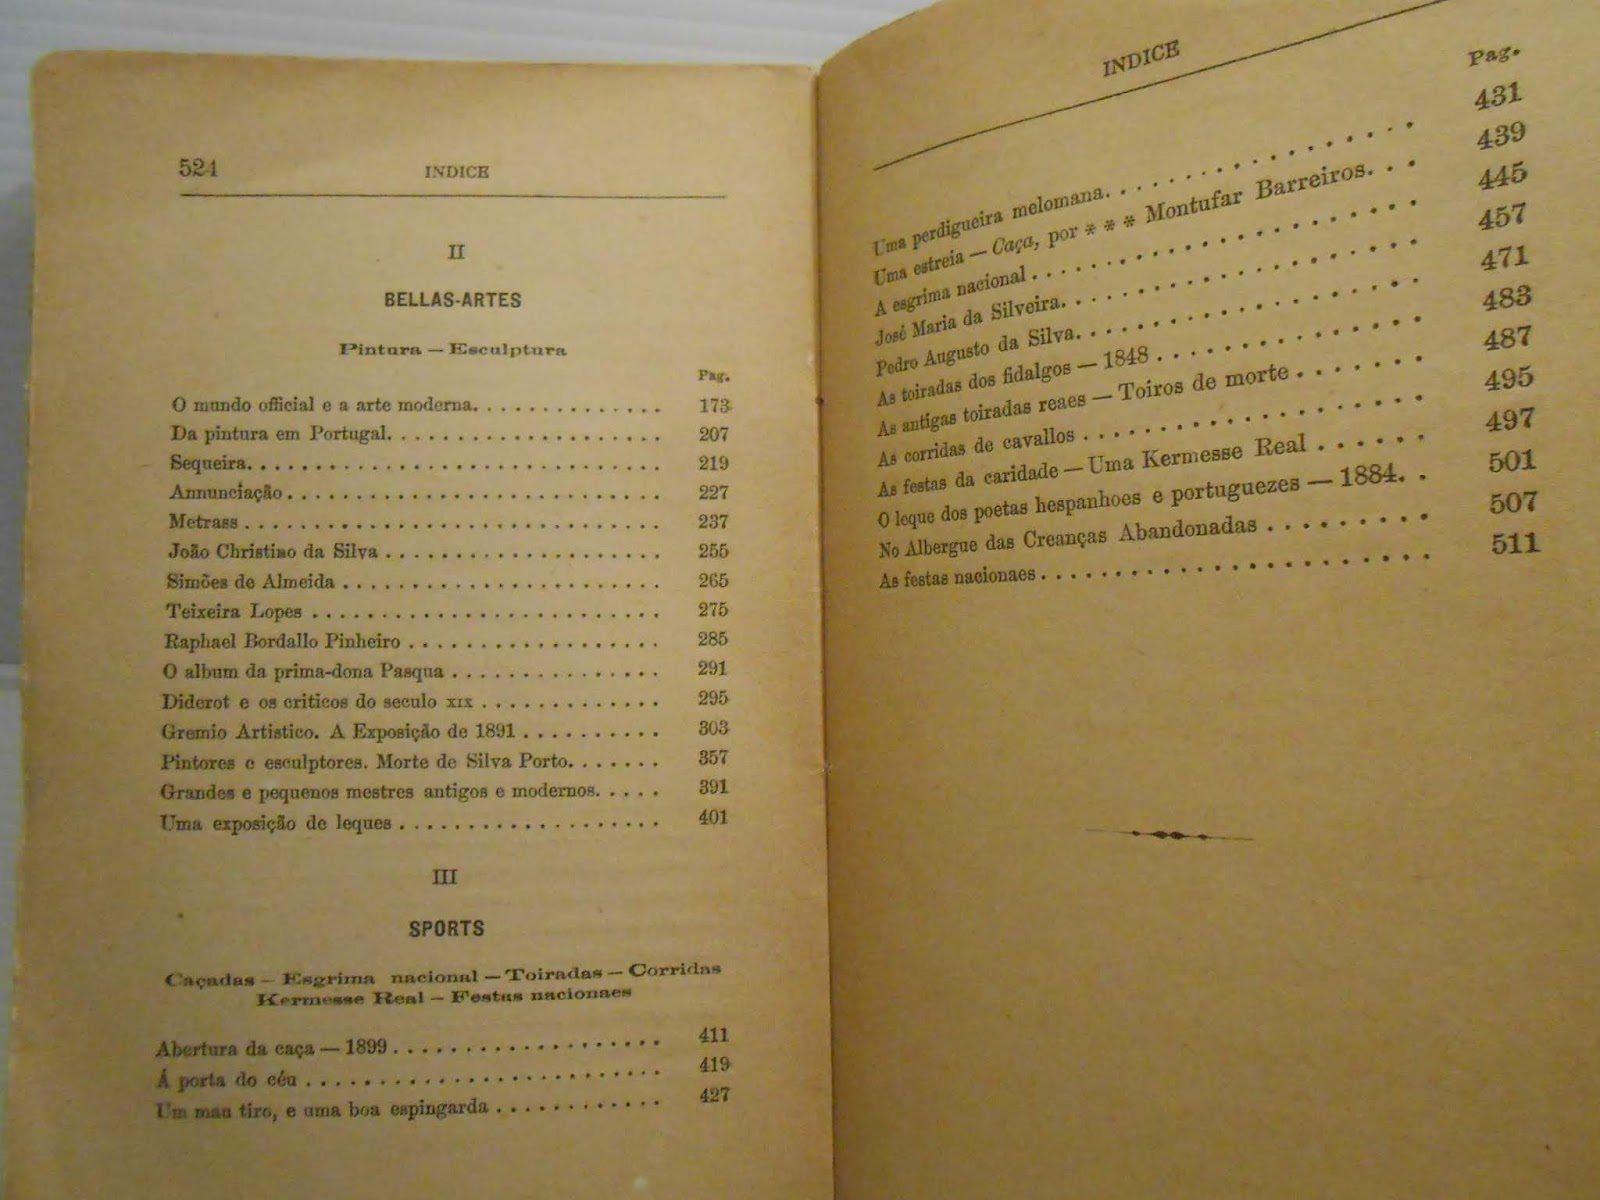 524 INDICE
II
BELLAS-ARTES
Pintura — Esculptura
Pag.
O mundo official e a arte moderna. . . . . . . . . . . . . . 173
Da pintura em Portugal. . . . . . . . . . . . . . . . . . . . 207
Sequeira. . . . . . . . . . . . . . . . . . . . . . . . . . . . . 219
Annunciação . . . . . . . . . . . . . . . . . . . . . . . . . . 227
Metrass . . . . . . . . . . . . . . . . . . . . . . . . . . . . . 237
João Christino da Silva . . . . . . . . . . . . . . . . . . . . 255
Simões de Almeida . . . . . . . . . . . . . . . . . . . . . . . 265
Teixeira Lopes . . . . . . . . . . . . . . . . . . . . . . . . . 275
Raphael Bordallo Pinheiro . . . . . . . . . . . . . . . . . . 285
O album da prima-dona Pasqua . . . . . . . . . . . . . . . 291
Diderot e os criticos do seculo XIX . . . . . . . . . . . . . 295
Gremio Artistico. A Exposição de 1891 . . . . . . . . . . 303
Pintores e esculptores. Morte de Silva Porto. . . . . . . 357
Grandes e pequenos mestres antigos e modernos. . . . . 391
Uma exposição de leques . . . . . . . . . . . . . . . . . . . 401
III
SPORTS
Caçadas — Esgrima nacional — Toiradas — Corridas
Kermesse Real — Festas nacionaes
Abertura da caça — 1899 . . . . . . . . . . . . . . . . . . . 411
Á porta do céu . . . . . . . . . . . . . . . . . . . . . . . . . 419
Um mau tiro, e uma boa espingarda . . . . . . . . . . . . 427
INDICE
Pag.
Uma perdigueira melomana. . . . . . . . . . . . . . . . . . 431
Uma estreia — Caça, por * * * Montufar Barreiros. . . 439
A esgrima nacional . . . . . . . . . . . . . . . . . . . . . . 445
José Maria da Silveira. . . . . . . . . . . . . . . . . . . . 457
Pedro Augusto da Silva. . . . . . . . . . . . . . . . . . . 471
As toiradas dos fidalgos — 1848 . . . . . . . . . . . . . . 483
As antigas toiradas reaes — Toiros de morte . . . . . . . 487
As corridas de cavallos . . . . . . . . . . . . . . . . . . . 495
As festas da caridade — Uma Kermesse Real . . . . . . 497
O leque dos poetas hespanhoes e portuguezes — 1884. . 501
No Albergue das Creanças Abandonadas . . . . . . . . . 507
As festas nacionaes . . . . . . . . . . . . . . . . . . . . . . 511